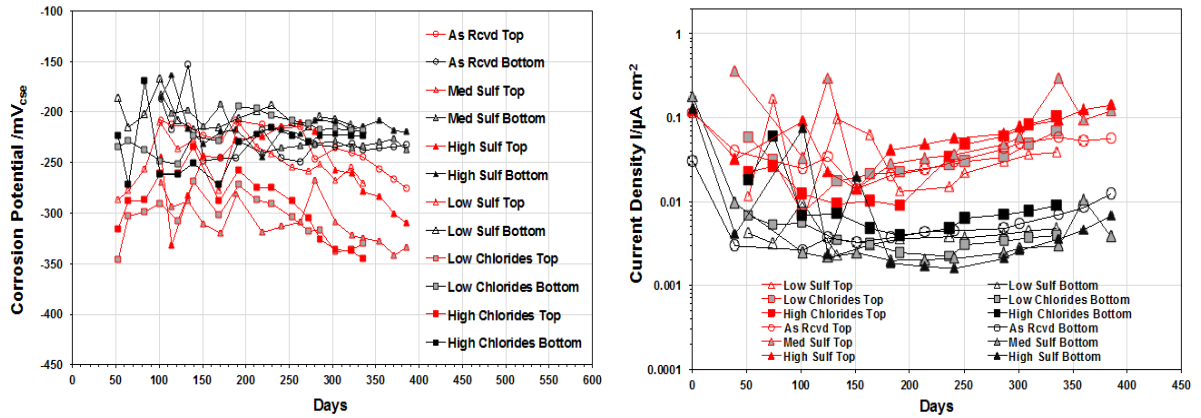 -100
-150
-200
-250
-300
-350
-400
-450
Corrosion Potential /mVcse
0
50
100
150
200
250
300
350
400
450
500
550
600
Days
As Rcvd Top
As Rcvd Bottom
Med Sulf Top
Med Sulf Bottom
High Sulf Top
High Sulf Bottom
Low Sulf Top
Low Sulf Bottom
Low Chlorides Top
Low Chlorides Bottom
High Chlorides Top
High Chlorides Bottom
1
0.1
0.01
0.001
0.0001
Current Density I/µA cm-2
0
50
100
150
200
250
300
350
400
450
Days
Low Sulf Top
Low Chlorides Top
High Chlorides Top
As Rcvd Top
Med Sulf Top
High Sulf Top
Low Sulf Bottom
Low Chlorides Bottom
High Chlorides Bottom
As Rcvd Bottom
Med Sulf Bottom
High Sulf Bottom